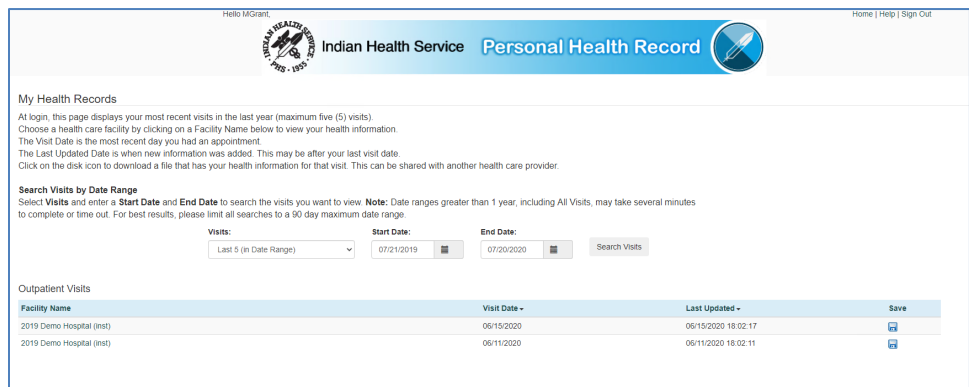 Hello MGrant,
Home | Help | Sign Out
INDIAN HEALTH SERVICE
PHS - 1955
Indian Health Service Personal Health Record
My Health Records
At login, this page displays your most recent visits in the last year (maximum five (5) visits).
Choose a health care facility by clicking on a Facility Name below to view your health information.
The Visit Date is the most recent day you had an appointment.
The Last Updated Date is when new information was added. This may be after your last visit date.
Click on the disk icon to download a file that has your health information for that visit. This can be shared with another health care provider.
Search Visits by Date Range
Select Visits and enter a Start Date and End Date to search the visits you want to view. Note: Date ranges greater than 1 year, including All Visits, may take several minutes
to complete or time out. For best results, please limit all searches to a 90 day maximum date range.
Visits: Start Date: End Date:
Last 5 (in Date Range) 07/21/2019 07/20/2020 Search Visits
Outpatient Visits
Facility Name Visit Date Last Updated Save
2019 Demo Hospital (inst) 06/15/2020 06/15/2020 18:02:17
2019 Demo Hospital (inst) 06/11/2020 06/11/2020 18:02:11